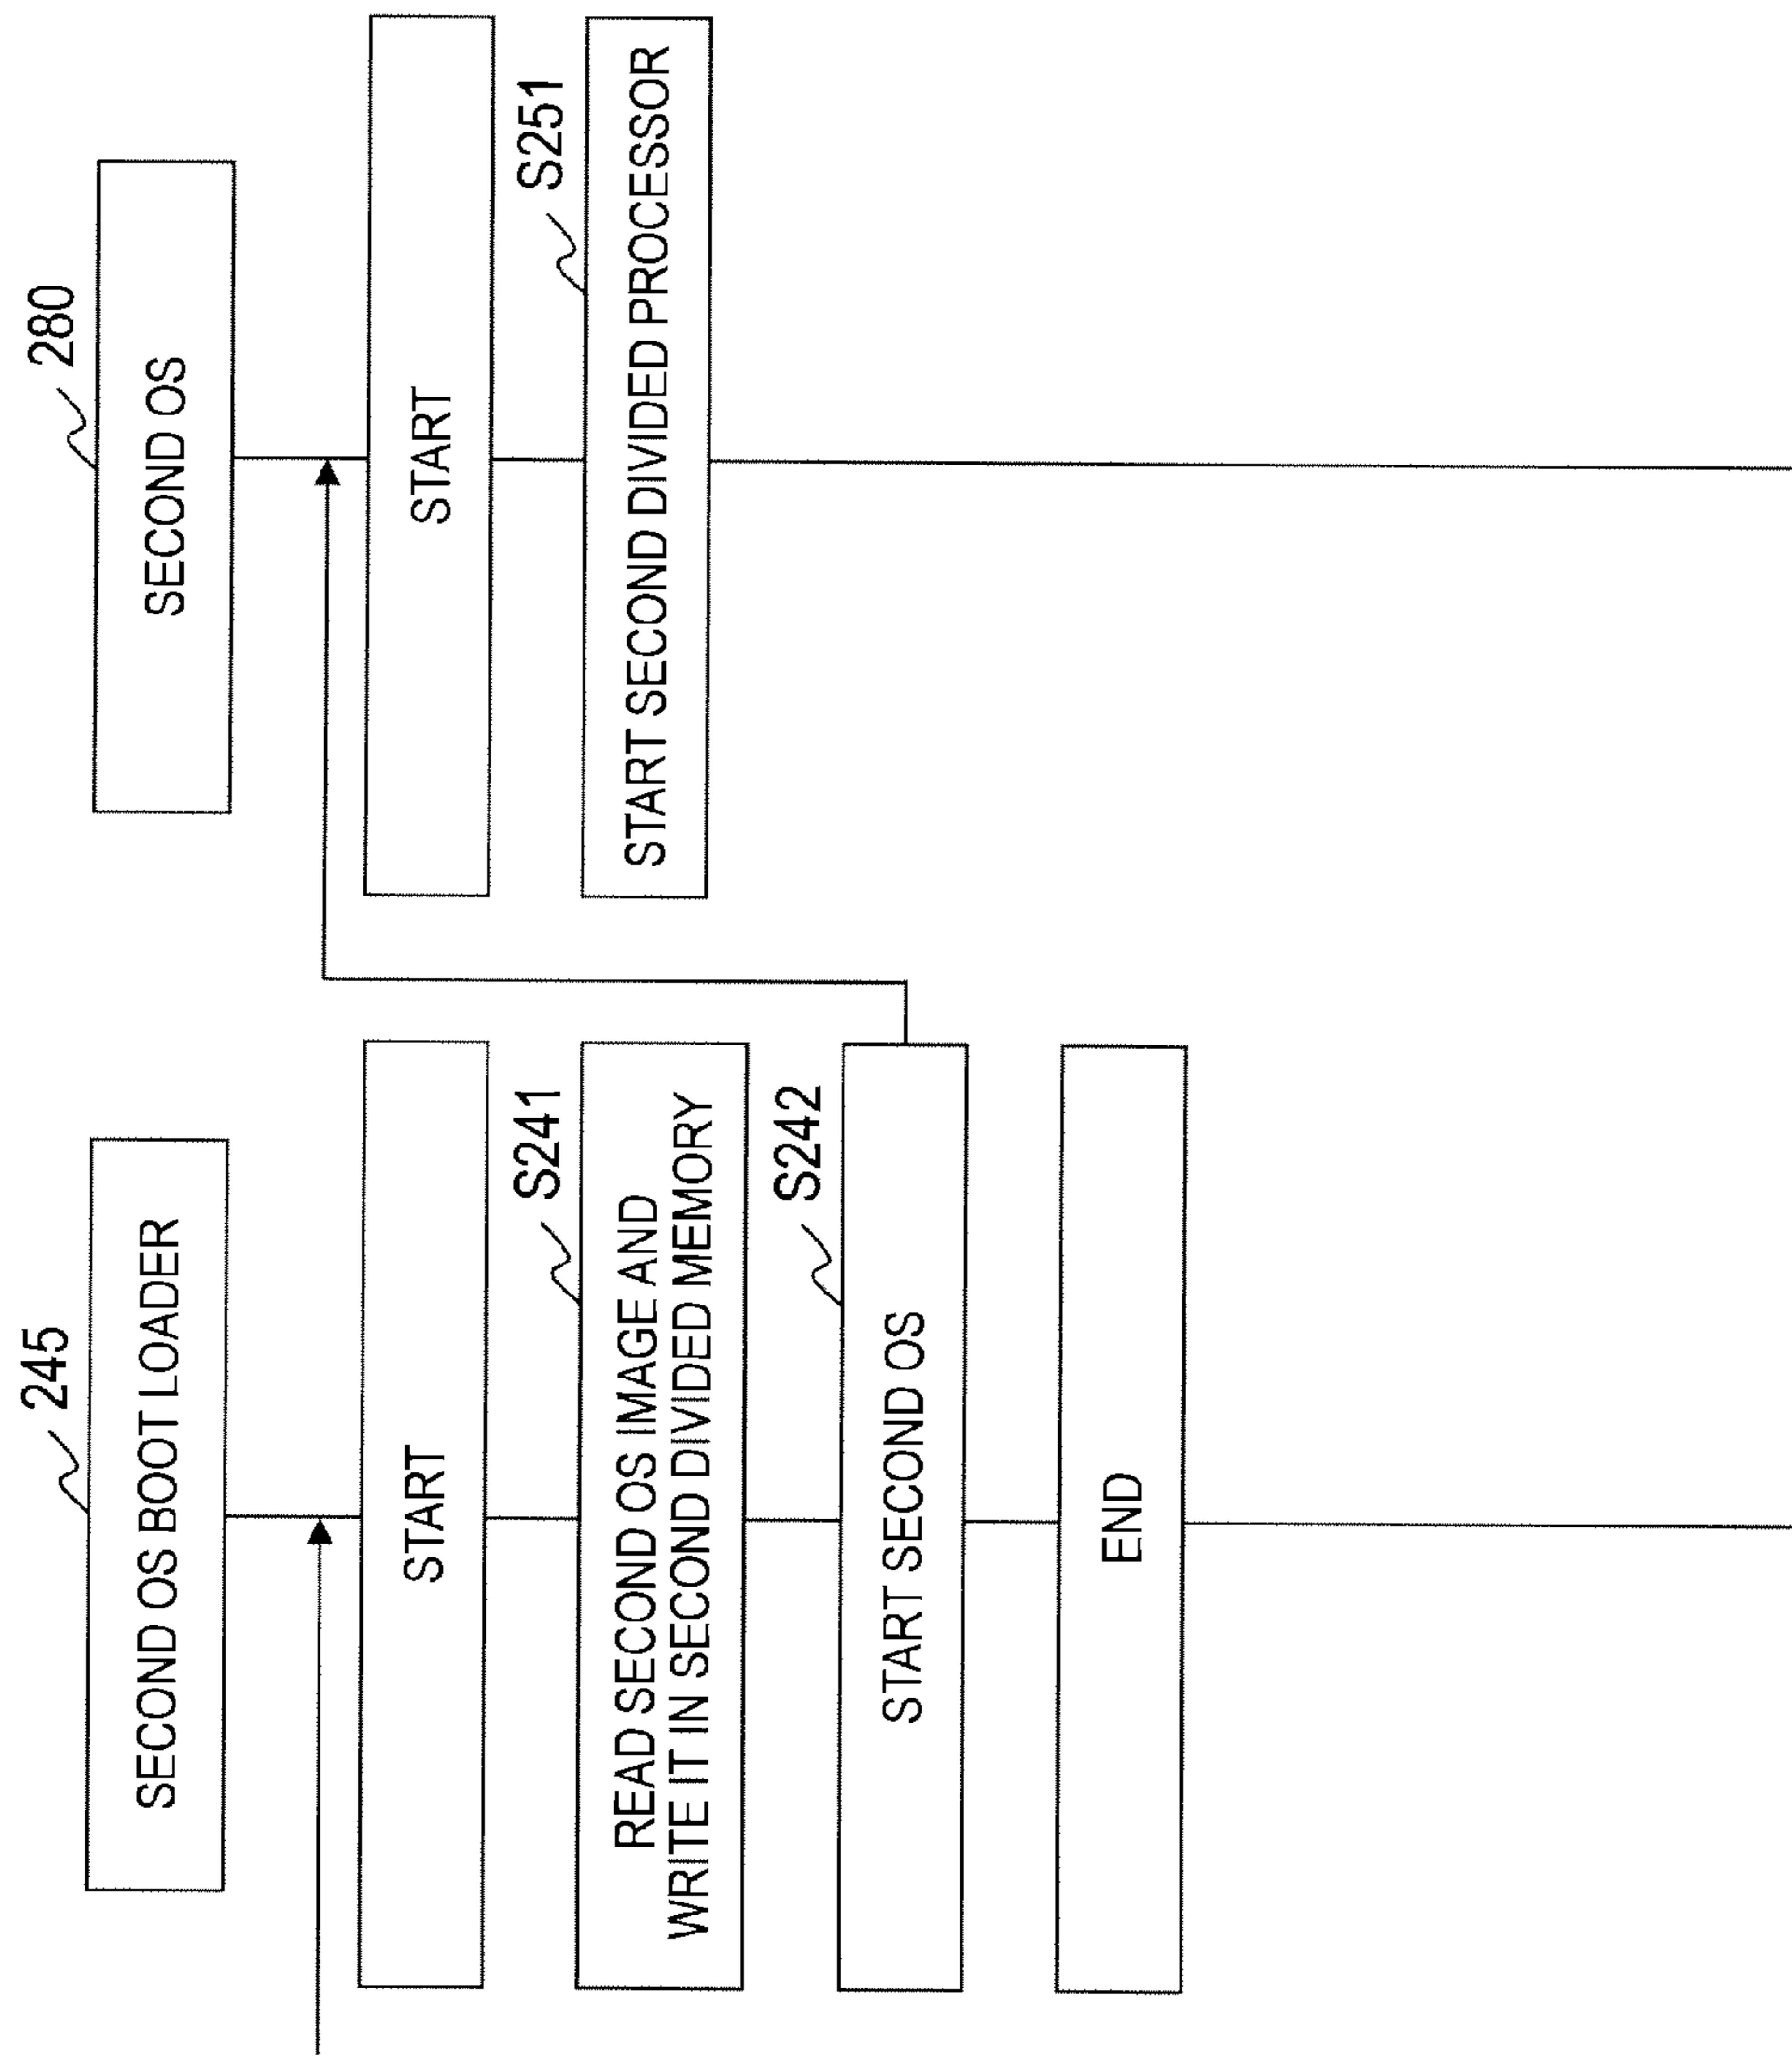 245
SECOND OS BOOT LOADER
START
S241
READ SECOND OS IMAGE AND
WRITE IT IN SECOND DIVIDED MEMORY
S242
START SECOND OS
END
280
SECOND OS
START
S251
START SECOND DIVIDED PROCESSOR